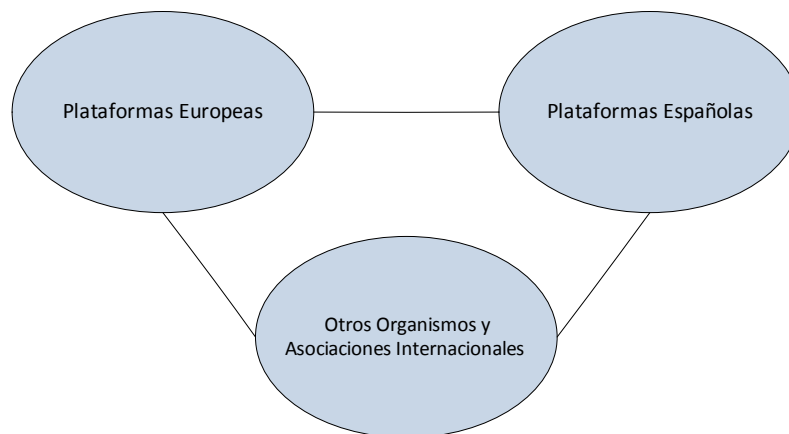 Plataformas Europeas
Plataformas Españolas
Otros Organismos y
Asociaciones Internacionales